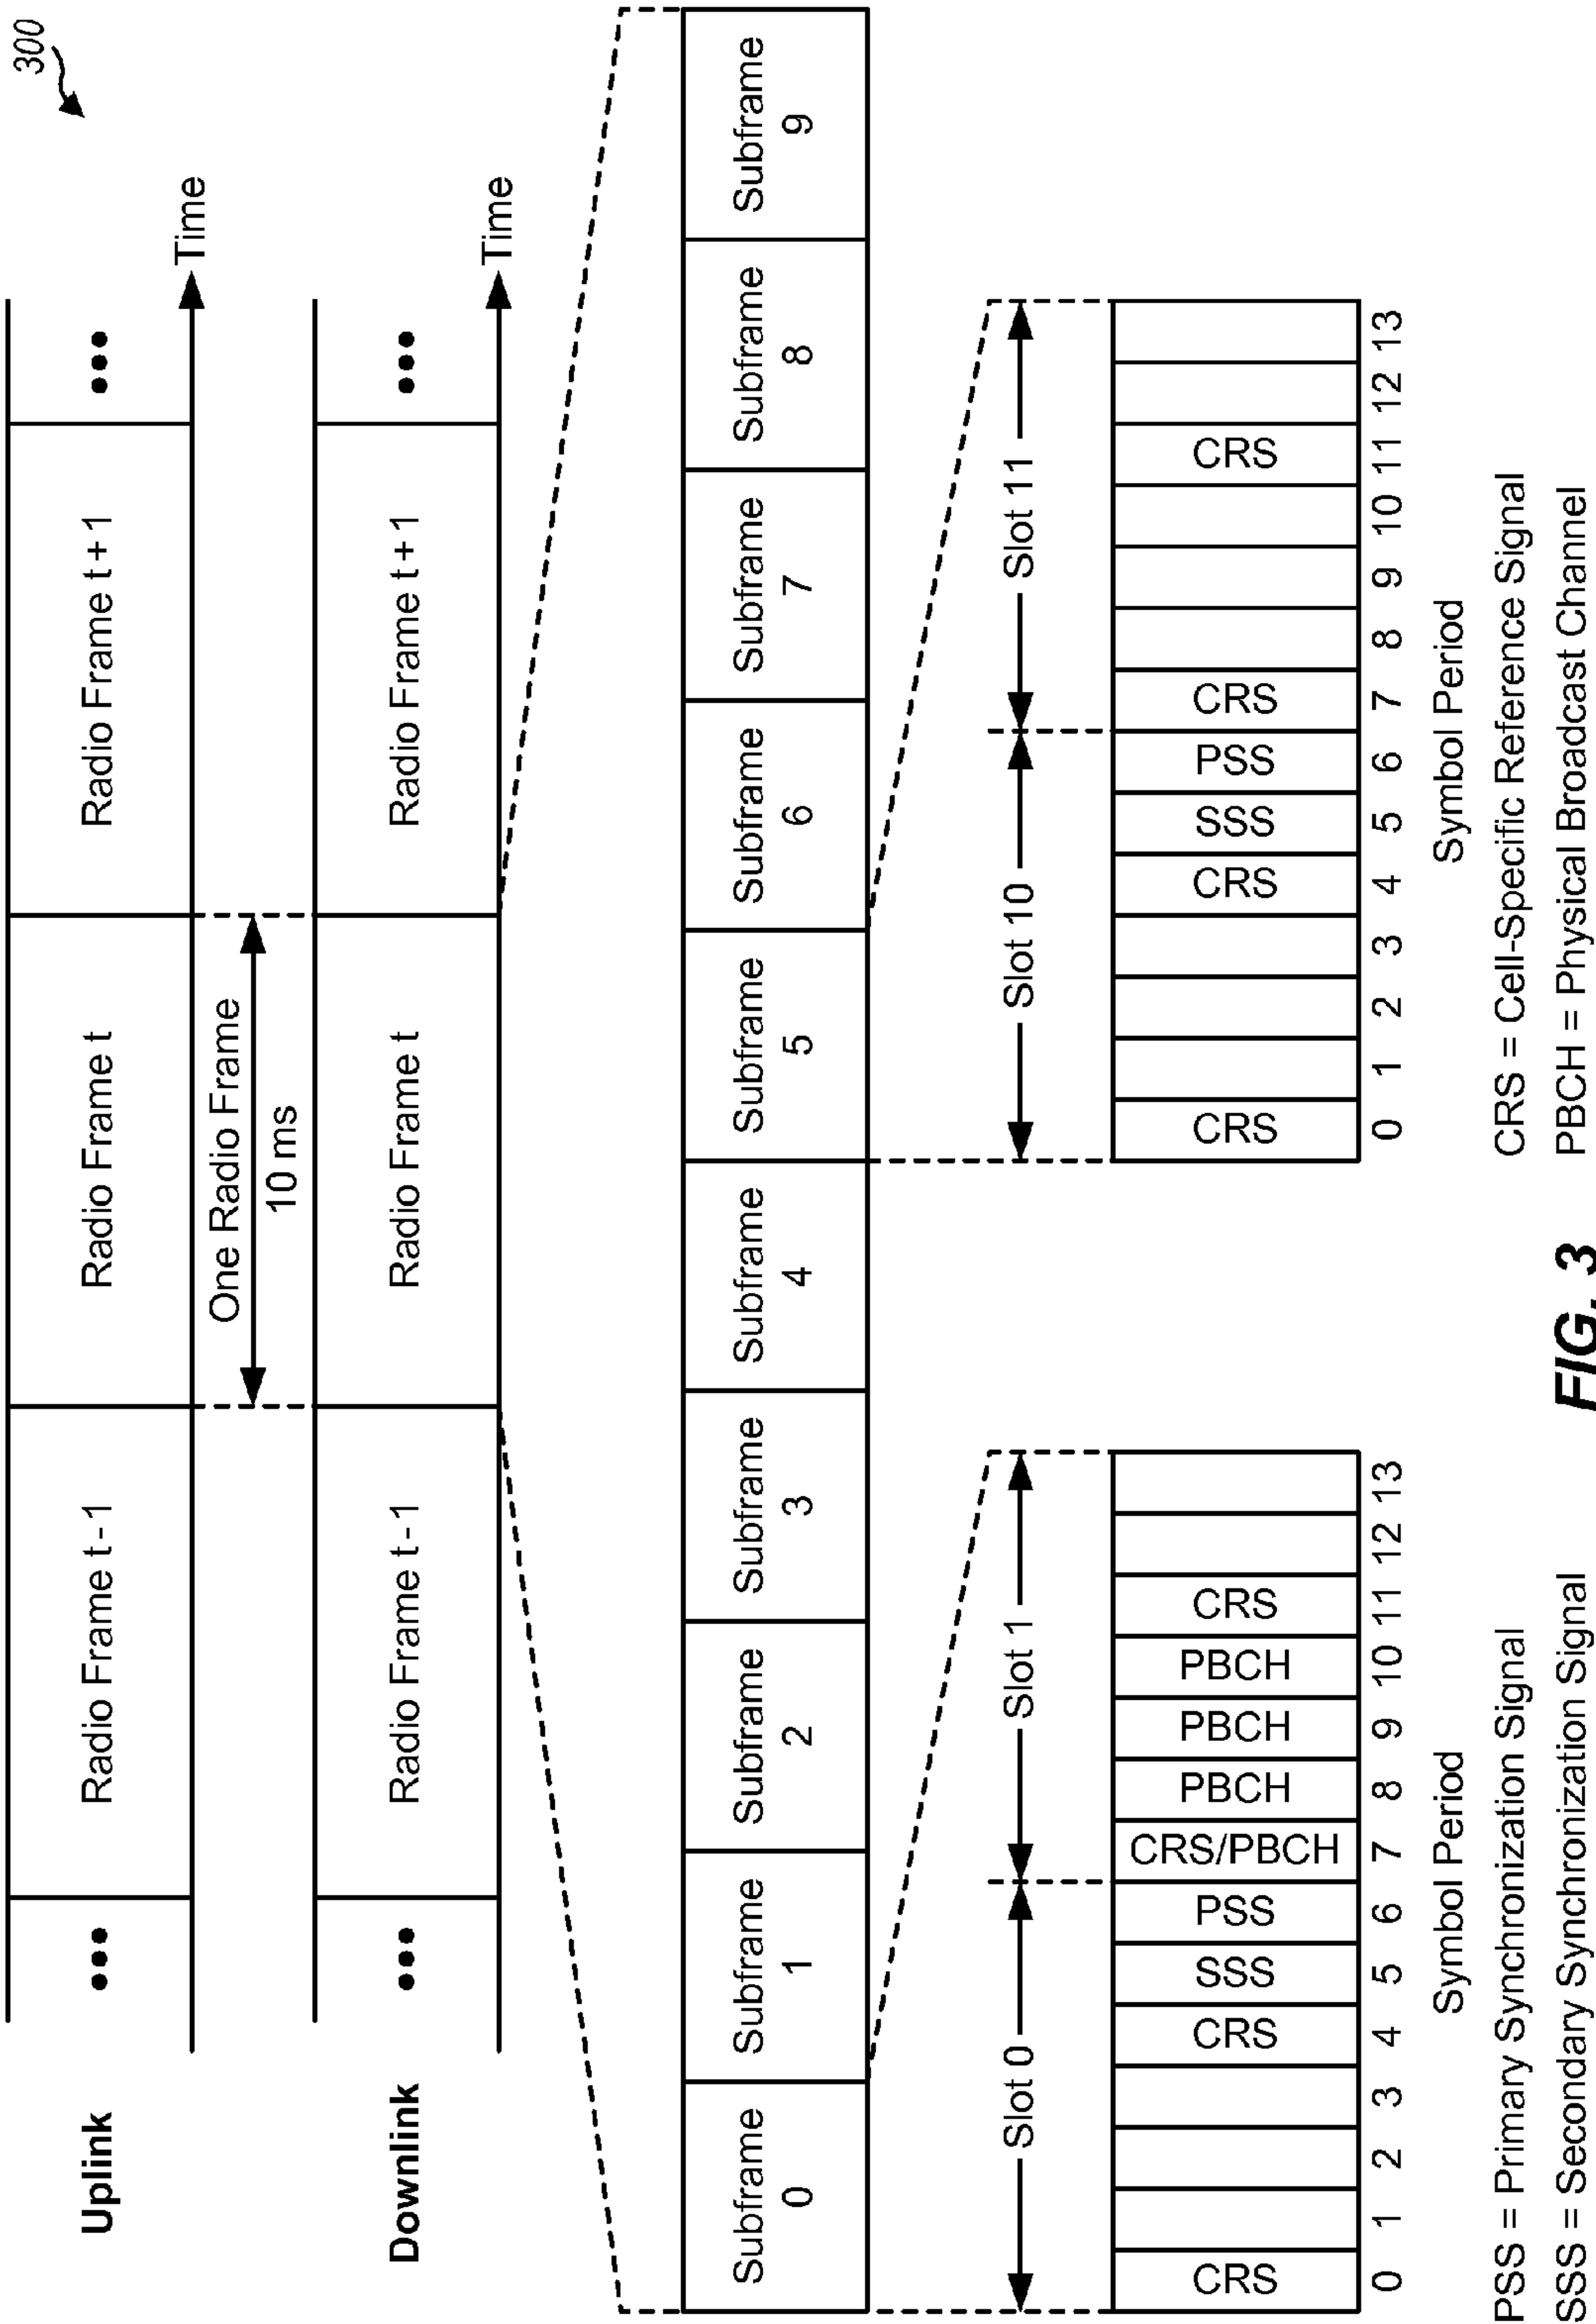 300
Uplink
••• Radio Frame t - 1 Radio Frame t Radio Frame t + 1 •••
Time
One Radio Frame
10 ms
Downlink
••• Radio Frame t - 1 Radio Frame t Radio Frame t + 1 •••
Time
Subframe Subframe Subframe Subframe Subframe Subframe Subframe Subframe Subframe Subframe
0 1 2 3 4 5 6 7 8 9
Slot 0 Slot 1
CRS CRS SSS PSS CRS/PBCH PBCH PBCH PBCH CRS
0 1 2 3 4 5 6 7 8 9 10 11 12 13
Symbol Period
Slot 10 Slot 11
CRS CRS SSS PSS CRS CRS
0 1 2 3 4 5 6 7 8 9 10 11 12 13
Symbol Period
PSS = Primary Synchronization Signal
SSS = Secondary Synchronization Signal
CRS = Cell-Specific Reference Signal
PBCH = Physical Broadcast Channel
FIG. 3